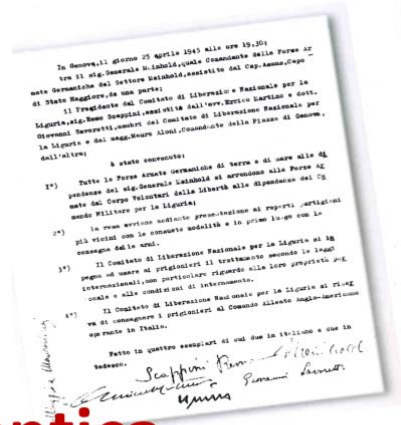 In Genova,il giorno 25 aprile 1945 alle ore 19,30;
tra il sig.Generale Meinhold,quale Comandante delle Forze Ar
mate Germaniche del Settore Meinhold,assistito dal Cap.Asmus,Capo
di Stato Maggiore,da una parte;
il Presidente del Comitato di Liberazione Nazionale per la
Liguria,sig.Remo Scappini,assistito dall'avv.Errico Martino e dott.
Giovanni Savoretti,membri del Comitato di Liberazione Nazionale per
la Liguria e dal magg.Mauro Aloni,Comandante della Piazza di Genova,
dall'altra;
è stato convenuto:
1°) Tutte le Forze Armate Germaniche di terra e di mare alle di
pendenze del sig.Generale Meinhold si arrendono alle Forze Ar
mate del Corpo Volontari della Libertà alle dipendenze del Co
mando Militare per la Liguria;
2°) la resa avviene mediante presentazione ai reparti partigiani
più vicini con le consuete modalità e in primo luogo con la
consegna delle armi.
3°) Il Comitato di Liberazione Nazionale per la Liguria si im
pegna ad usare ai prigionieri il trattamento secondo le leggi
internazionali,con particolare riguardo alla loro proprietà per
sonale e alle condizioni di internamento.
4°) Il Comitato di Liberazione Nazionale per la Liguria si riser
va di consegnare i prigionieri al Comando Alleato Anglo-Americano
operante in Italia.
Fatto in quattro esemplari di cui due in italiano e due in
tedesco.
Scappini Remo Meinhold
Giovanni Savoretti